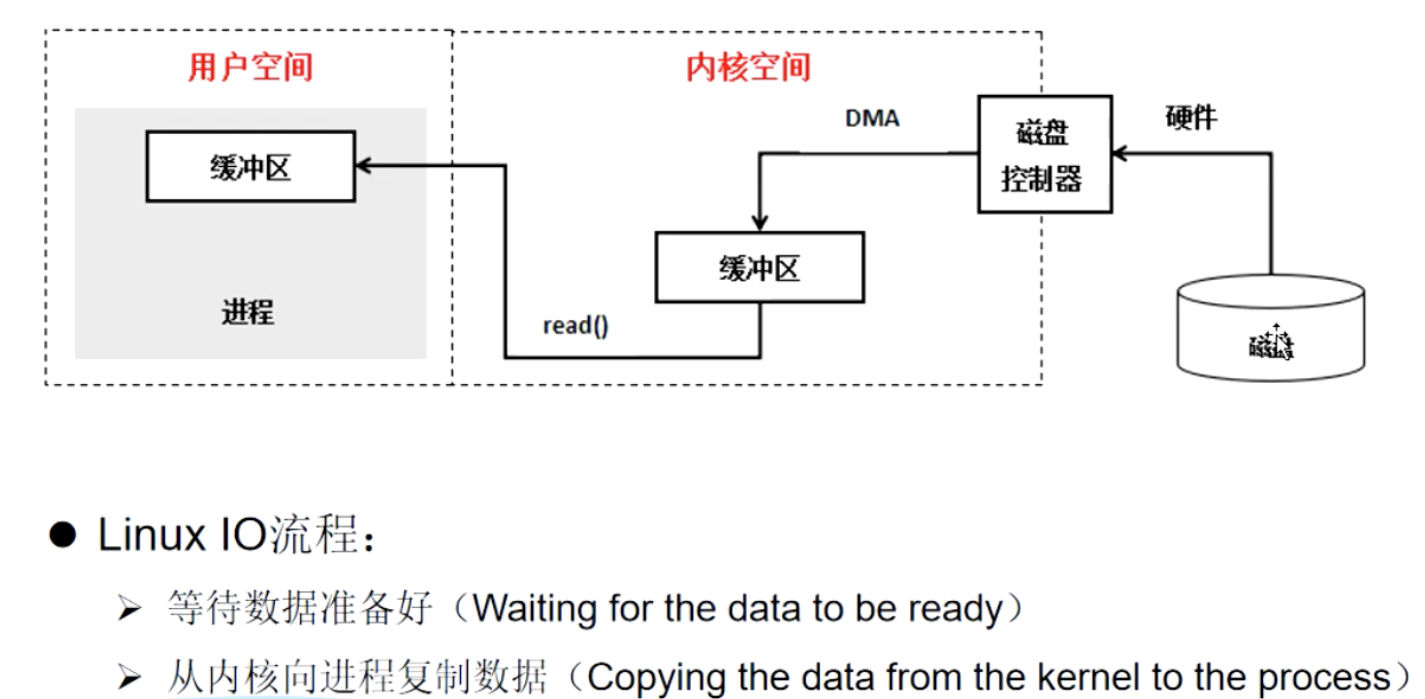 用户空间
内核空间
DMA
磁盘
控制器
硬件
缓冲区
缓冲区
进程
read()
● Linux IO流程：
➢ 等待数据准备好（Waiting for the data to be ready）
➢ 从内核向进程复制数据（Copying the data from the kernel to the process）